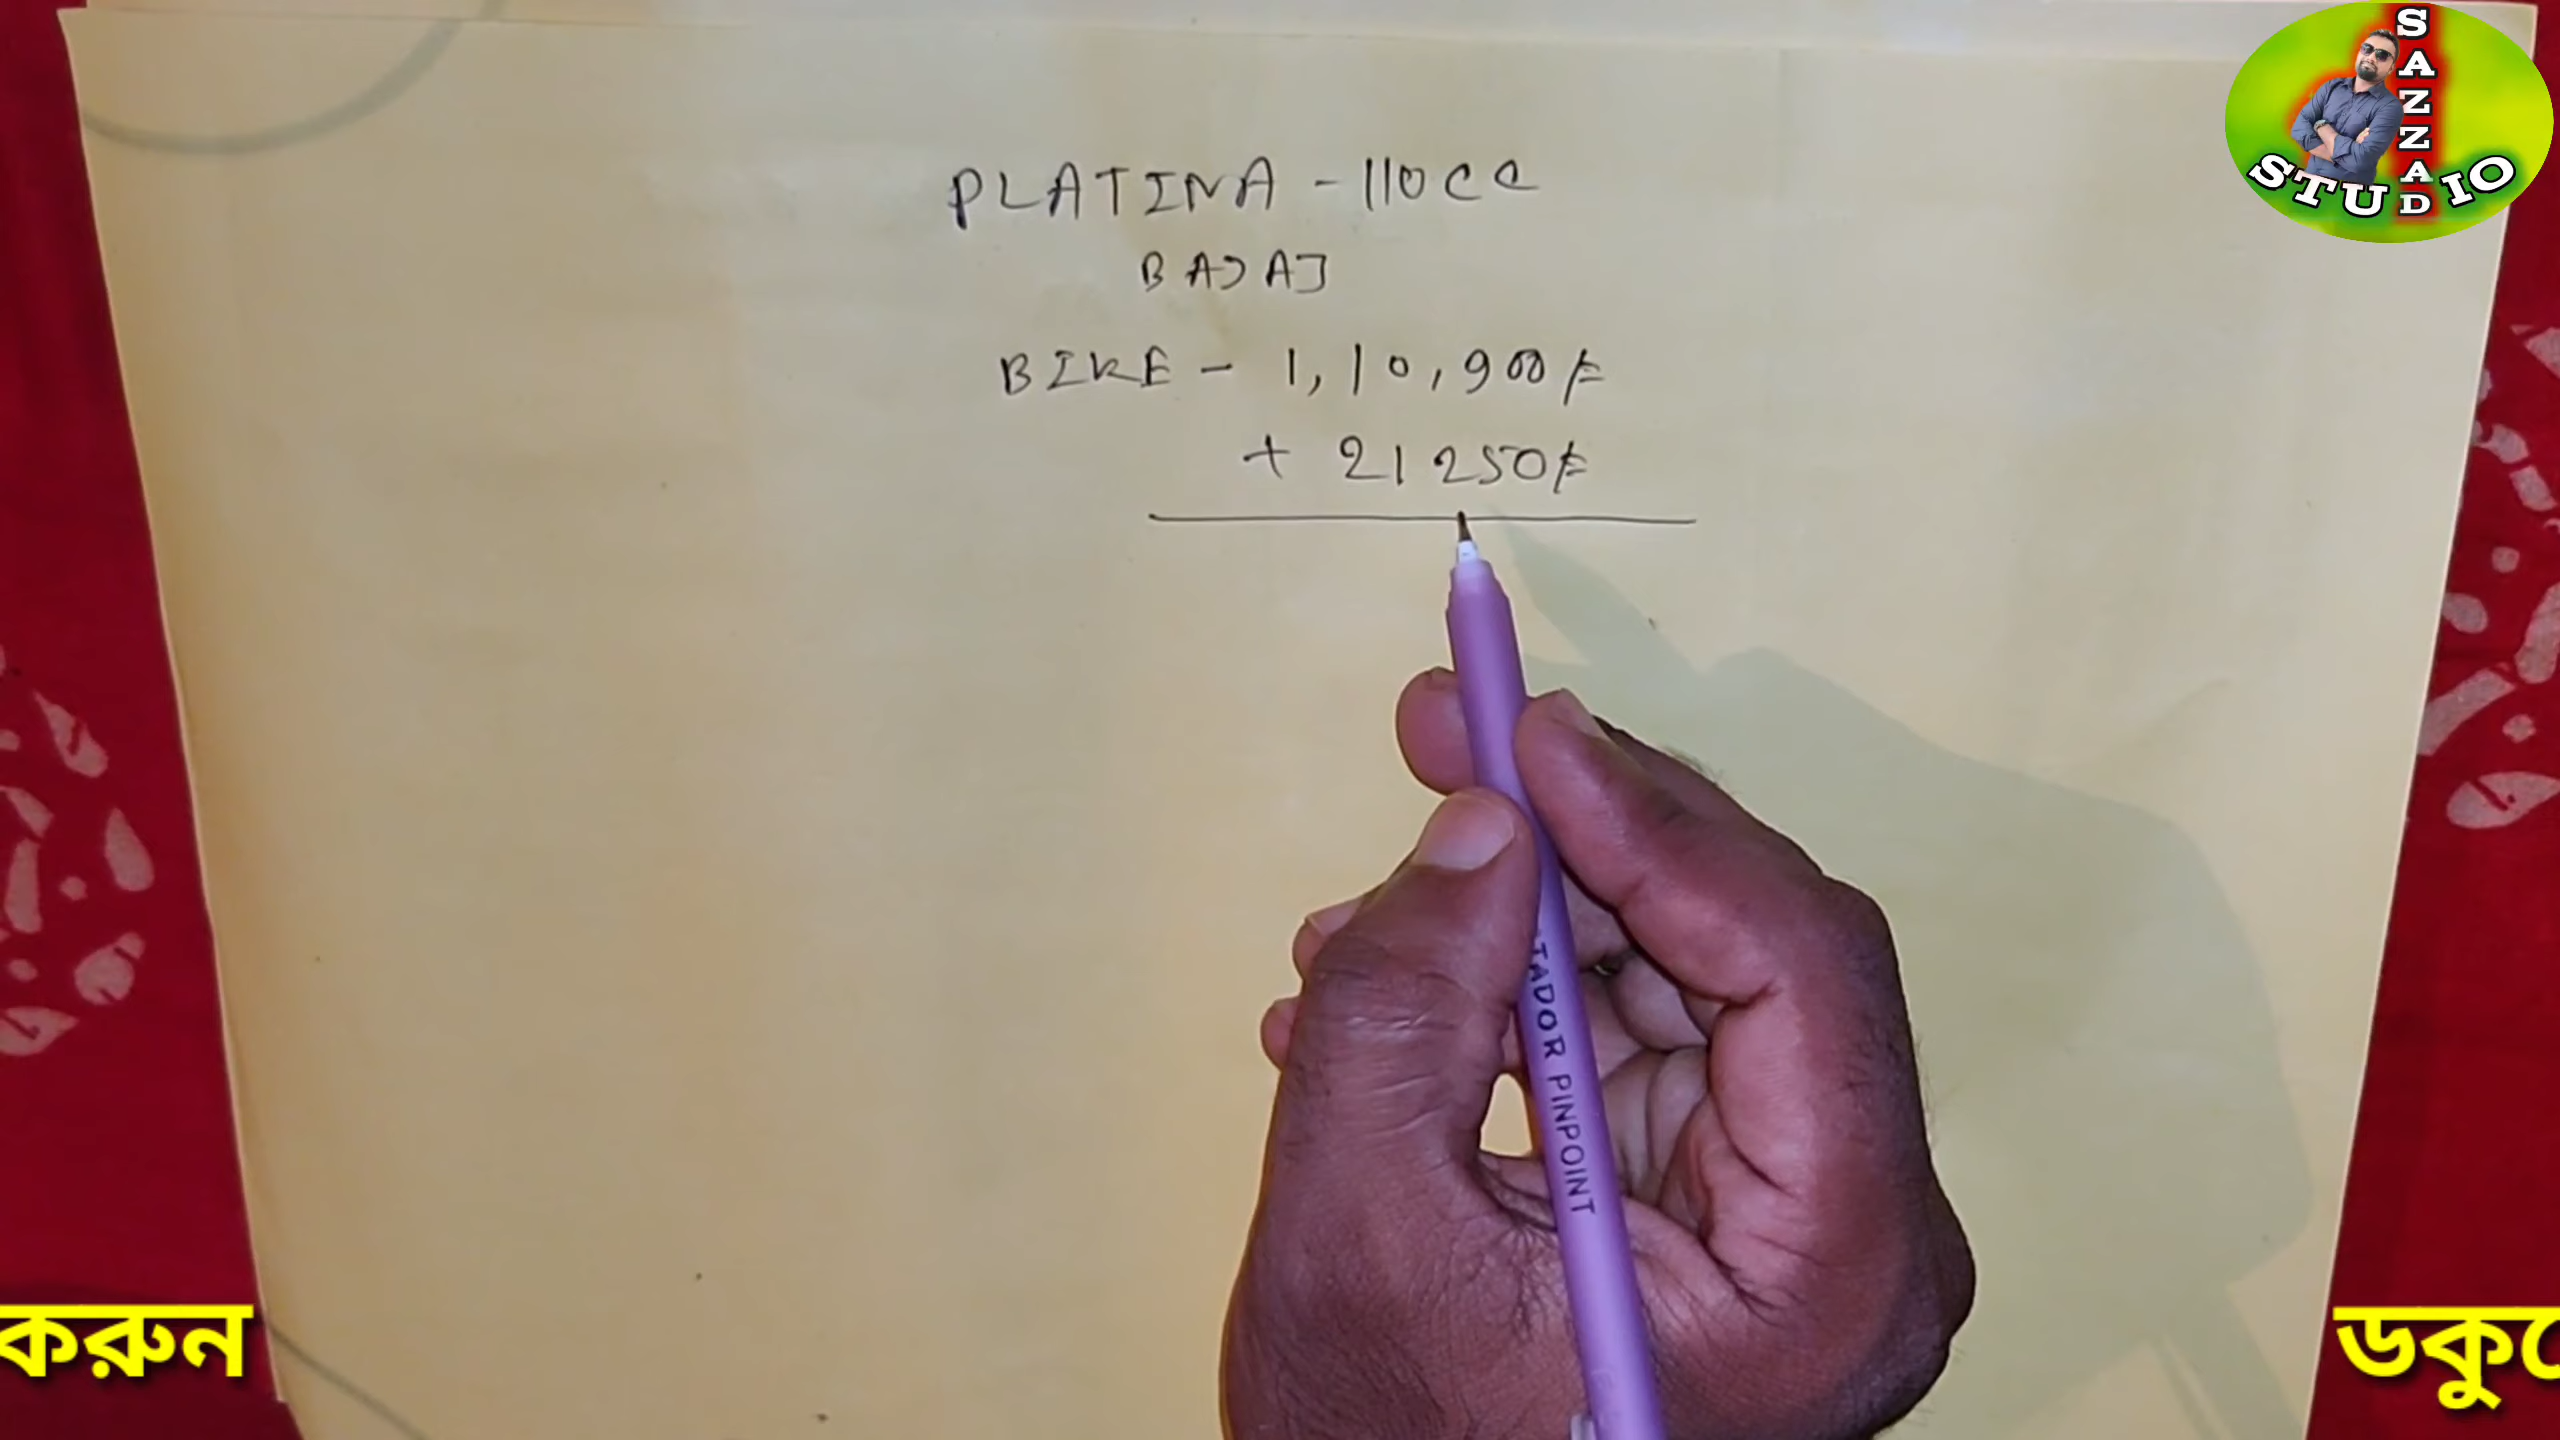 PLATINA - 110CC
BAJAJ
BIKE - 1,10,900/=
+ 21250/=
TADOR PINPOINT
SAZZAD
STUDIO
করুন
ডকু